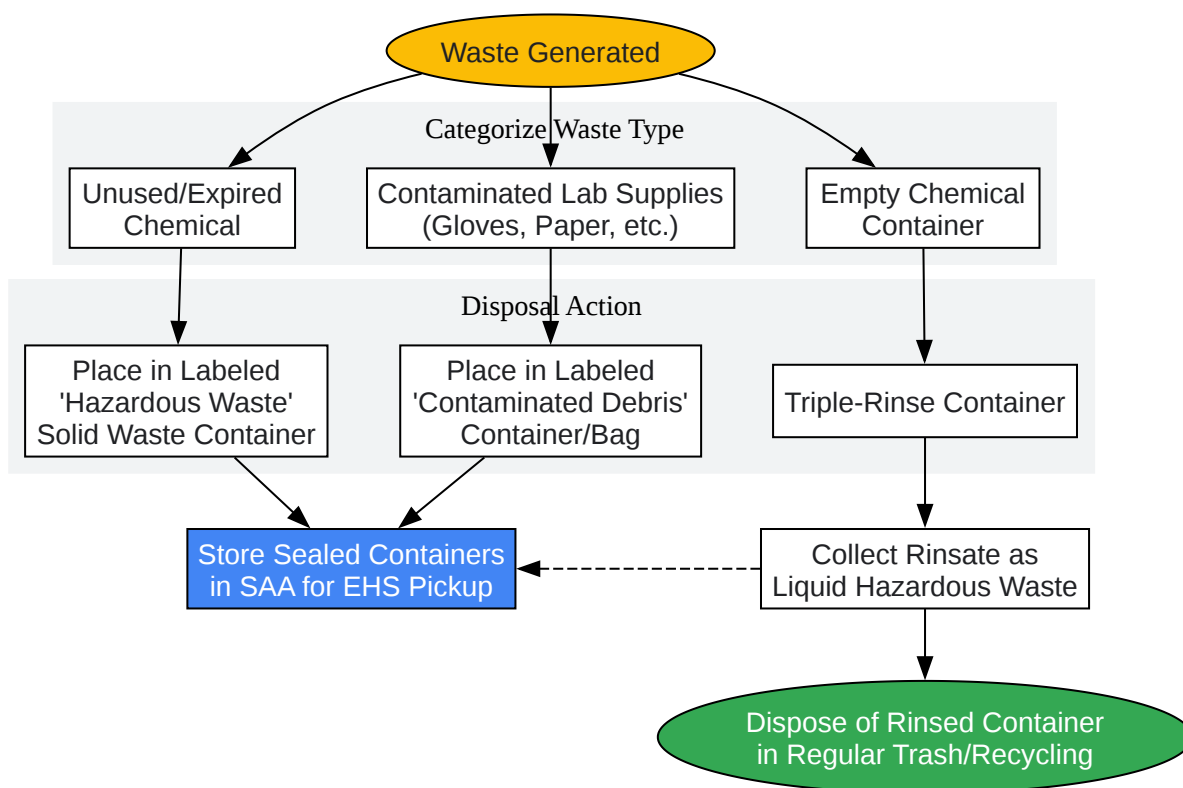 Waste Generated
Categorize Waste Type
Unused/Expired
Chemical
Contaminated Lab Supplies
(Gloves, Paper, etc.)
Empty Chemical
Container
Disposal Action
Place in Labeled
'Hazardous Waste'
Solid Waste Container
Place in Labeled
'Contaminated Debris'
Container/Bag
Triple-Rinse Container
Store Sealed Containers
in SAA for EHS Pickup
Collect Rinsate as
Liquid Hazardous Waste
Dispose of Rinsed Container
in Regular Trash/Recycling